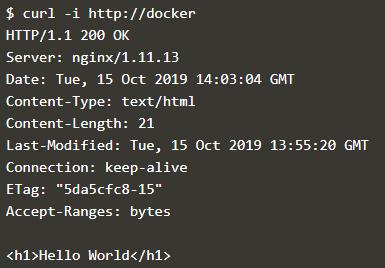 $ curl -i http://docker
HTTP/1.1 200 OK
Server: nginx/1.11.13
Date: Tue, 15 Oct 2019 14:03:04 GMT
Content-Type: text/html
Content-Length: 21
Last-Modified: Tue, 15 Oct 2019 13:55:20 GMT
Connection: keep-alive
ETag: "5da5cfc8-15"
Accept-Ranges: bytes

<h1>Hello World</h1>